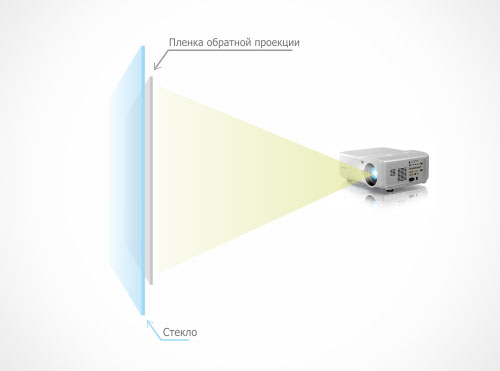 Пленка обратной проекции
Стекло